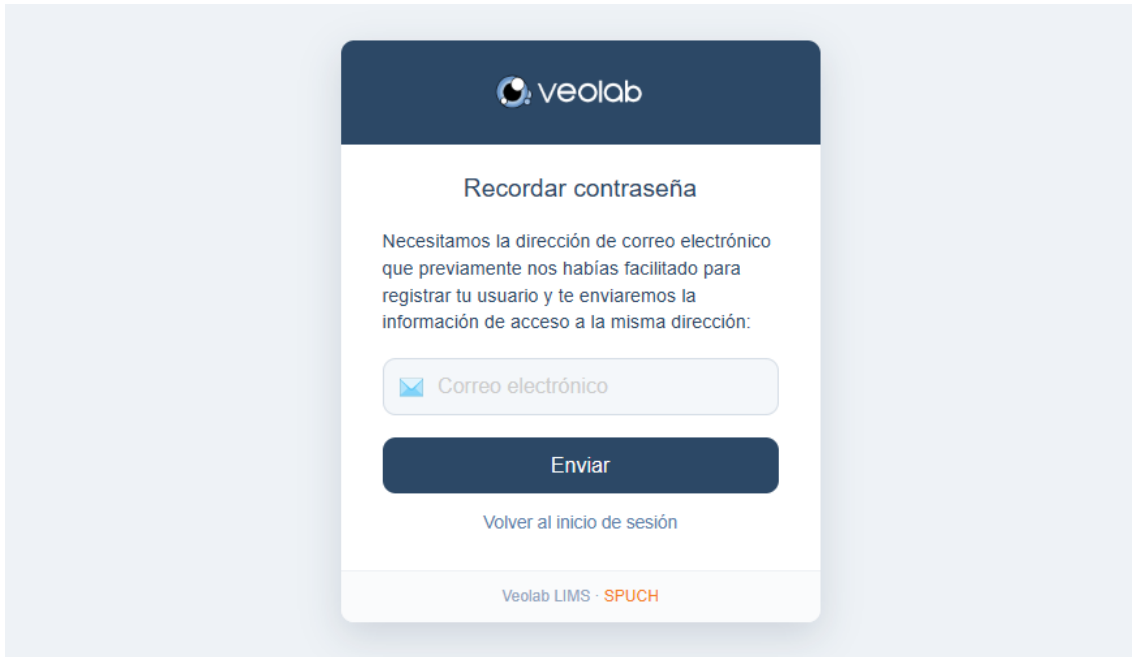 veolab
Recordar contraseña
Necesitamos la dirección de correo electrónico
que previamente nos habías facilitado para
registrar tu usuario y te enviaremos la
información de acceso a la misma dirección:
Correo electrónico
Enviar
Volver al inicio de sesión
Veolab LIMS · SPUCH